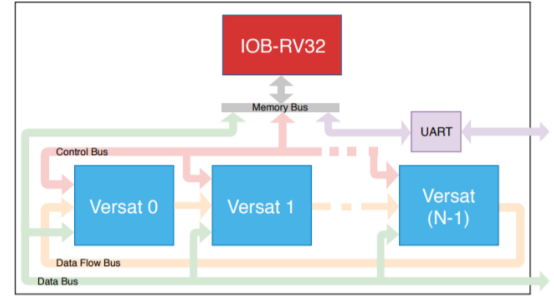 IOB-RV32
Memory Bus
UART
Control Bus
Versat 0
Versat 1
Versat
(N-1)
Data Flow Bus
Data Bus